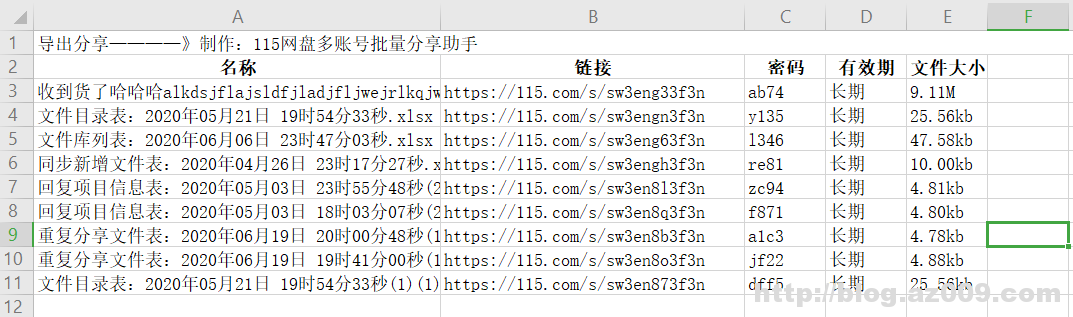 A B C D E F
1 导出分享————》制作：115网盘多账号批量分享助手
2 名称 链接 密码 有效期 文件大小
3 收到货了哈哈哈alkdsjflajsldfjladjfljwejrlkqjw https://115.com/s/sw3eng33f3n ab74 长期 9.11M
4 文件目录表：2020年05月21日 19时54分33秒.xlsx https://115.com/s/sw3engn3f3n y135 长期 25.56kb
5 文件库列表：2020年06月06日 23时47分03秒.xlsx https://115.com/s/sw3eng63f3n l346 长期 47.58kb
6 同步新增文件表：2020年04月26日 23时17分27秒.x https://115.com/s/sw3engh3f3n re81 长期 10.00kb
7 回复项目信息表：2020年05月03日 23时55分48秒(2 https://115.com/s/sw3en8l3f3n zc94 长期 4.81kb
8 回复项目信息表：2020年05月03日 18时03分07秒(2 https://115.com/s/sw3en8q3f3n f871 长期 4.80kb
9 重复分享文件表：2020年06月19日 20时00分48秒(1 https://115.com/s/sw3en8b3f3n a1c3 长期 4.78kb
10 重复分享文件表：2020年06月19日 19时41分00秒(1 https://115.com/s/sw3en8o3f3n jf22 长期 4.88kb
11 文件目录表：2020年05月21日 19时54分33秒(1)(1) https://115.com/s/sw3en873f3n dff5 长期 25.56kb
12
http://blog.az009.com